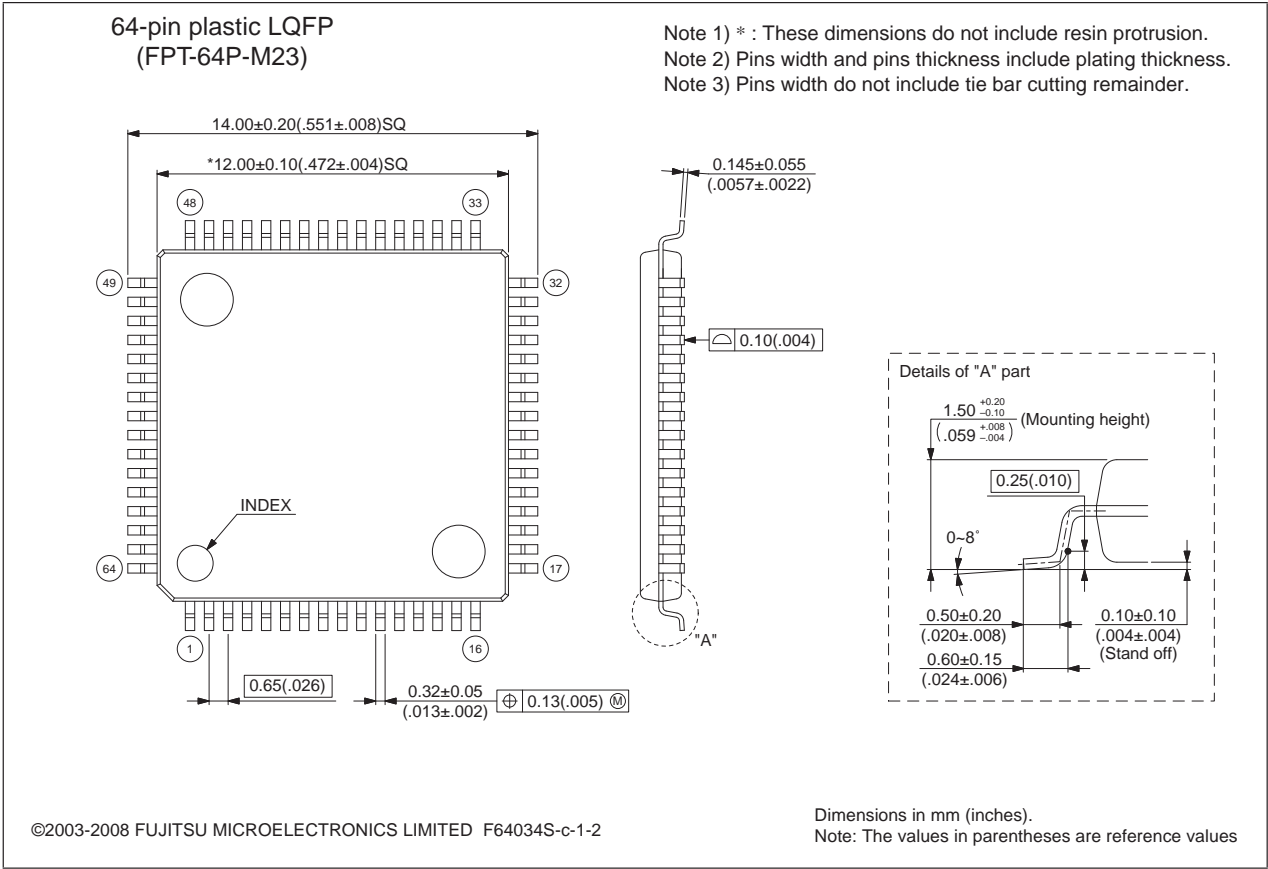 64-pin plastic LQFP
(FPT-64P-M23)
Note 1) * : These dimensions do not include resin protrusion.
Note 2) Pins width and pins thickness include plating thickness.
Note 3) Pins width do not include tie bar cutting remainder.
14.00±0.20(.551±.008)SQ
*12.00±0.10(.472±.004)SQ
0.145±0.055
(.0057±.0022)
48
33
49
32
0.10(.004)
Details of "A" part
1.50 +0.20 –0.10 (Mounting height)
(.059 +.008 –.004)
0.25(.010)
INDEX
0~8°
64
17
0.50±0.20
(.020±.008)
0.10±0.10
(.004±.004)
(Stand off)
1
16
"A"
0.60±0.15
(.024±.006)
0.65(.026)
0.32±0.05
(.013±.002)
⌖ 0.13(.005) Ⓜ
©2003-2008 FUJITSU MICROELECTRONICS LIMITED F64034S-c-1-2
Dimensions in mm (inches).
Note: The values in parentheses are reference values